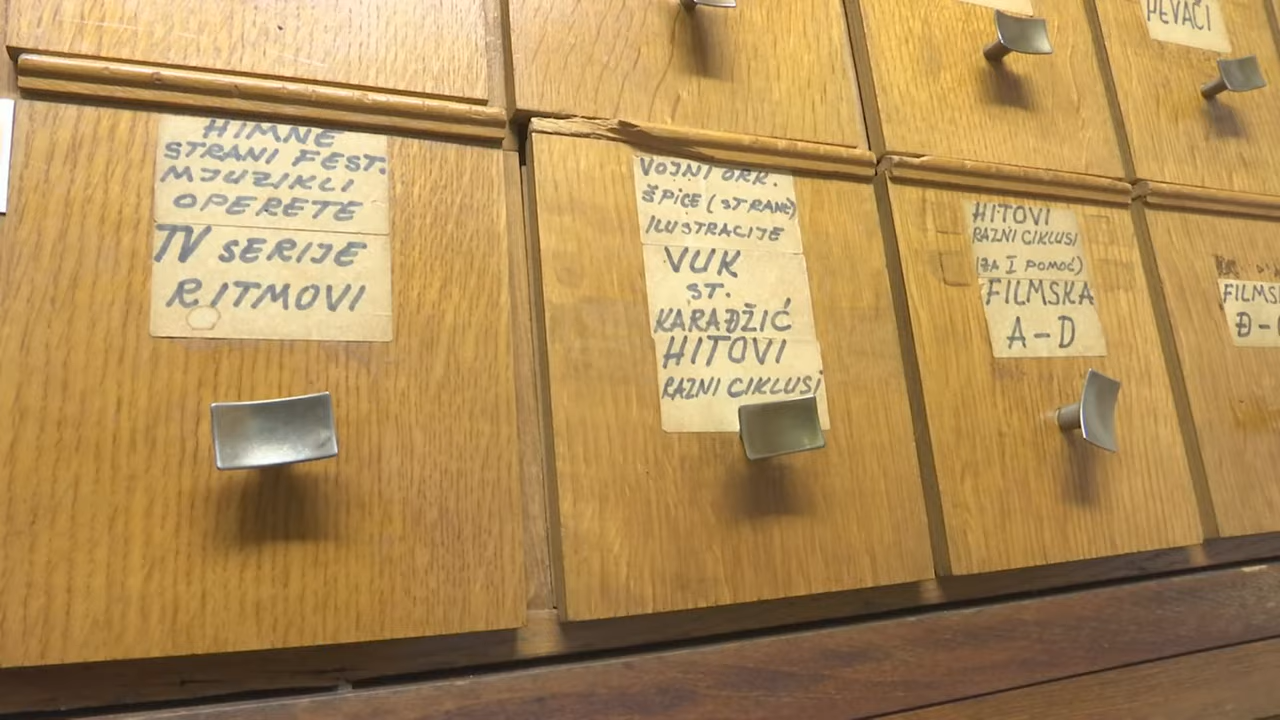 PEVAČI
HIMNE
STRANI FEST.
MJUZIKLI
OPERETE
TV SERIJE
RITMOVI
VOJNI ORK.
ŠPICE (STRANE)
ILUSTRACIJE
VUK
ST.
KARADŽIĆ
HITOVI
RAZNI CIKLUSI
HITOVI
RAZNI CIKLUSI
(ZA I POMOĆ)
FILMSKA
A-D
FILMS
Đ-